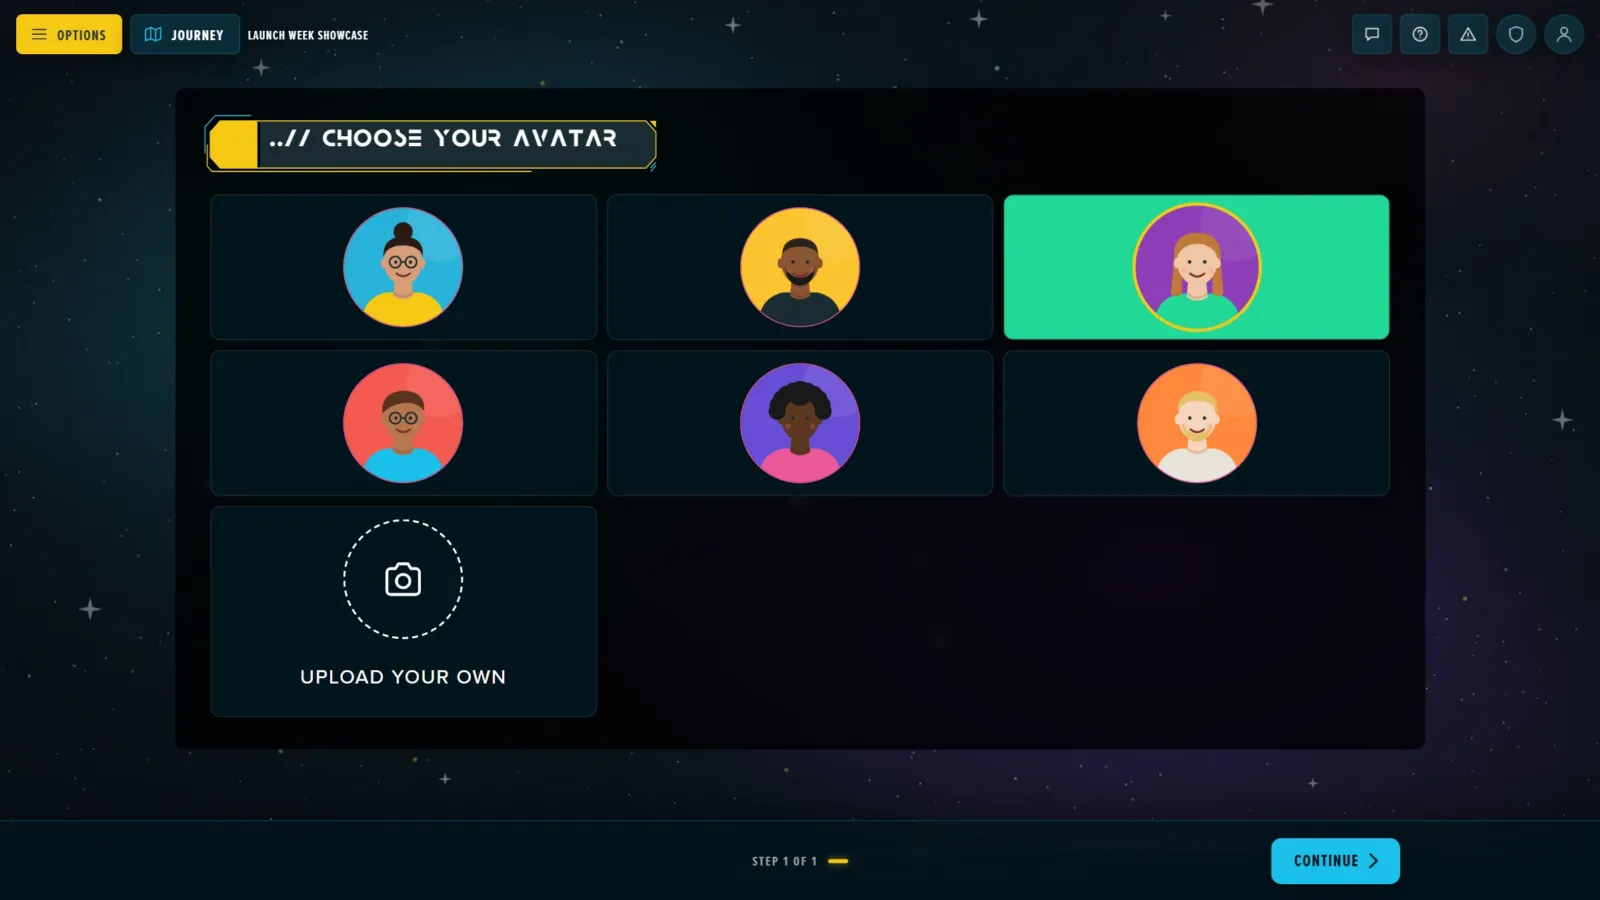 OPTIONS
JOURNEY
LAUNCH WEEK SHOWCASE
..// CHOOSE YOUR AVATAR
UPLOAD YOUR OWN
STEP 1 OF 1
CONTINUE